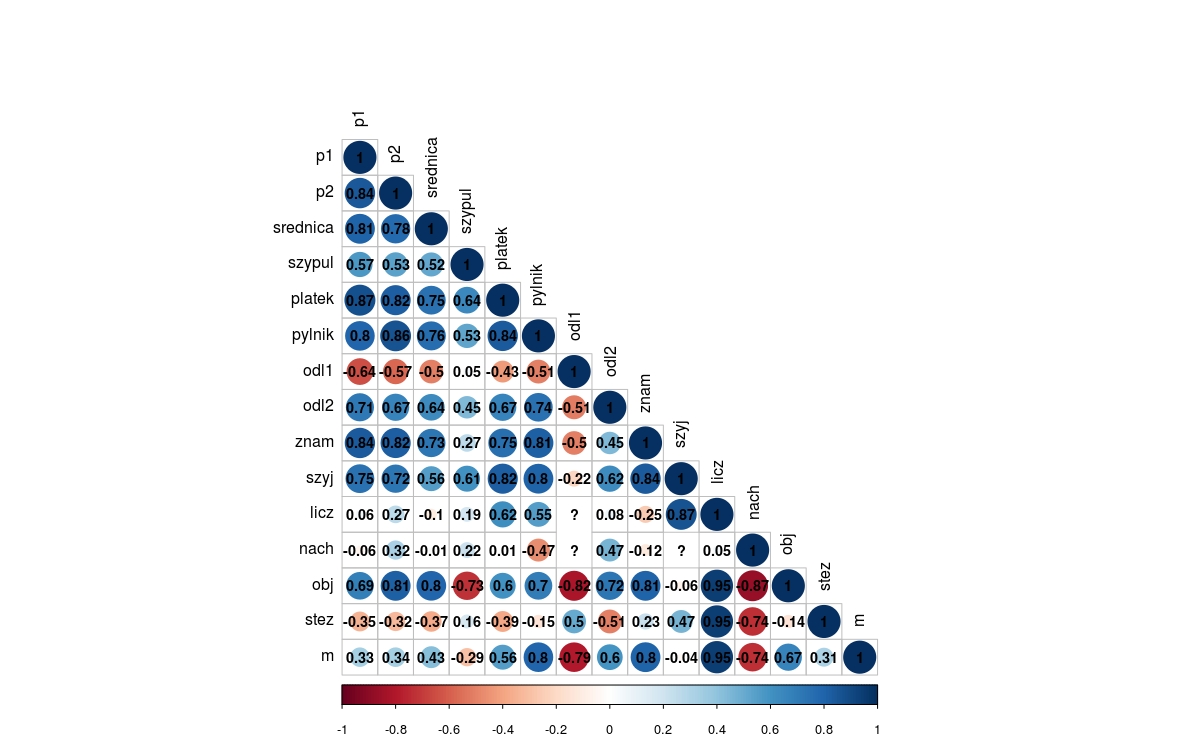 p1
p1 1 p2
p2 0.84 1 srednica
srednica 0.81 0.78 1 szypul
szypul 0.57 0.53 0.52 1 platek
platek 0.87 0.82 0.75 0.64 1 pylnik
pylnik 0.8 0.86 0.76 0.53 0.84 1 odl1
odl1 -0.64 -0.57 -0.5 0.05 -0.43 -0.51 1 odl2
odl2 0.71 0.67 0.64 0.45 0.67 0.74 -0.51 1 znam
znam 0.84 0.82 0.73 0.27 0.75 0.81 -0.5 0.45 1 szyj
szyj 0.75 0.72 0.56 0.61 0.82 0.8 -0.22 0.62 0.84 1 licz
licz 0.06 0.27 -0.1 0.19 0.62 0.55 ? 0.08 -0.25 0.87 1 nach
nach -0.06 0.32 -0.01 0.22 0.01 -0.47 ? 0.47 -0.12 ? 0.05 1 obj
obj 0.69 0.81 0.8 -0.73 0.6 0.7 -0.82 0.72 0.81 -0.06 0.95 -0.87 1 stez
stez -0.35 -0.32 -0.37 0.16 -0.39 -0.15 0.5 -0.51 0.23 0.47 0.95 -0.74 -0.14 1 m
m 0.33 0.34 0.43 -0.29 0.56 0.8 -0.79 0.6 0.8 -0.04 0.95 -0.74 0.67 0.31 1
-1 -0.8 -0.6 -0.4 -0.2 0 0.2 0.4 0.6 0.8 1